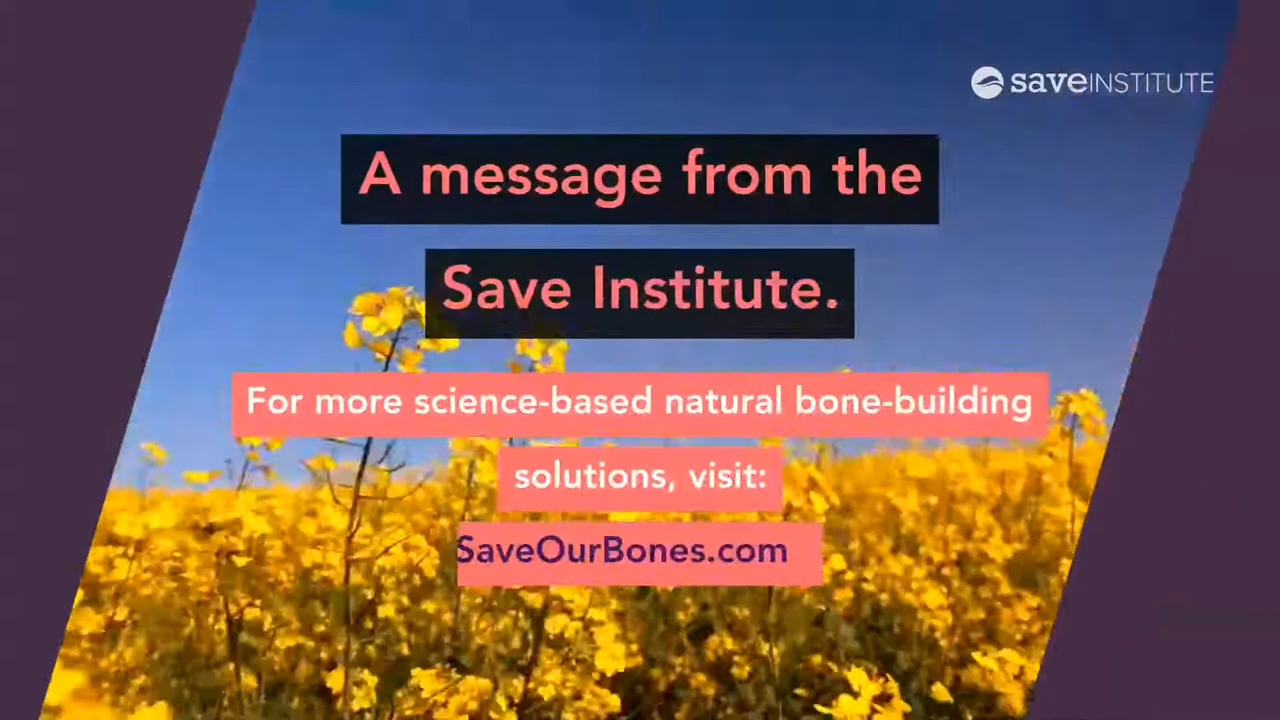 saveINSTITUTE
A message from the
Save Institute.
For more science-based natural bone-building
solutions, visit:
SaveOurBones.com